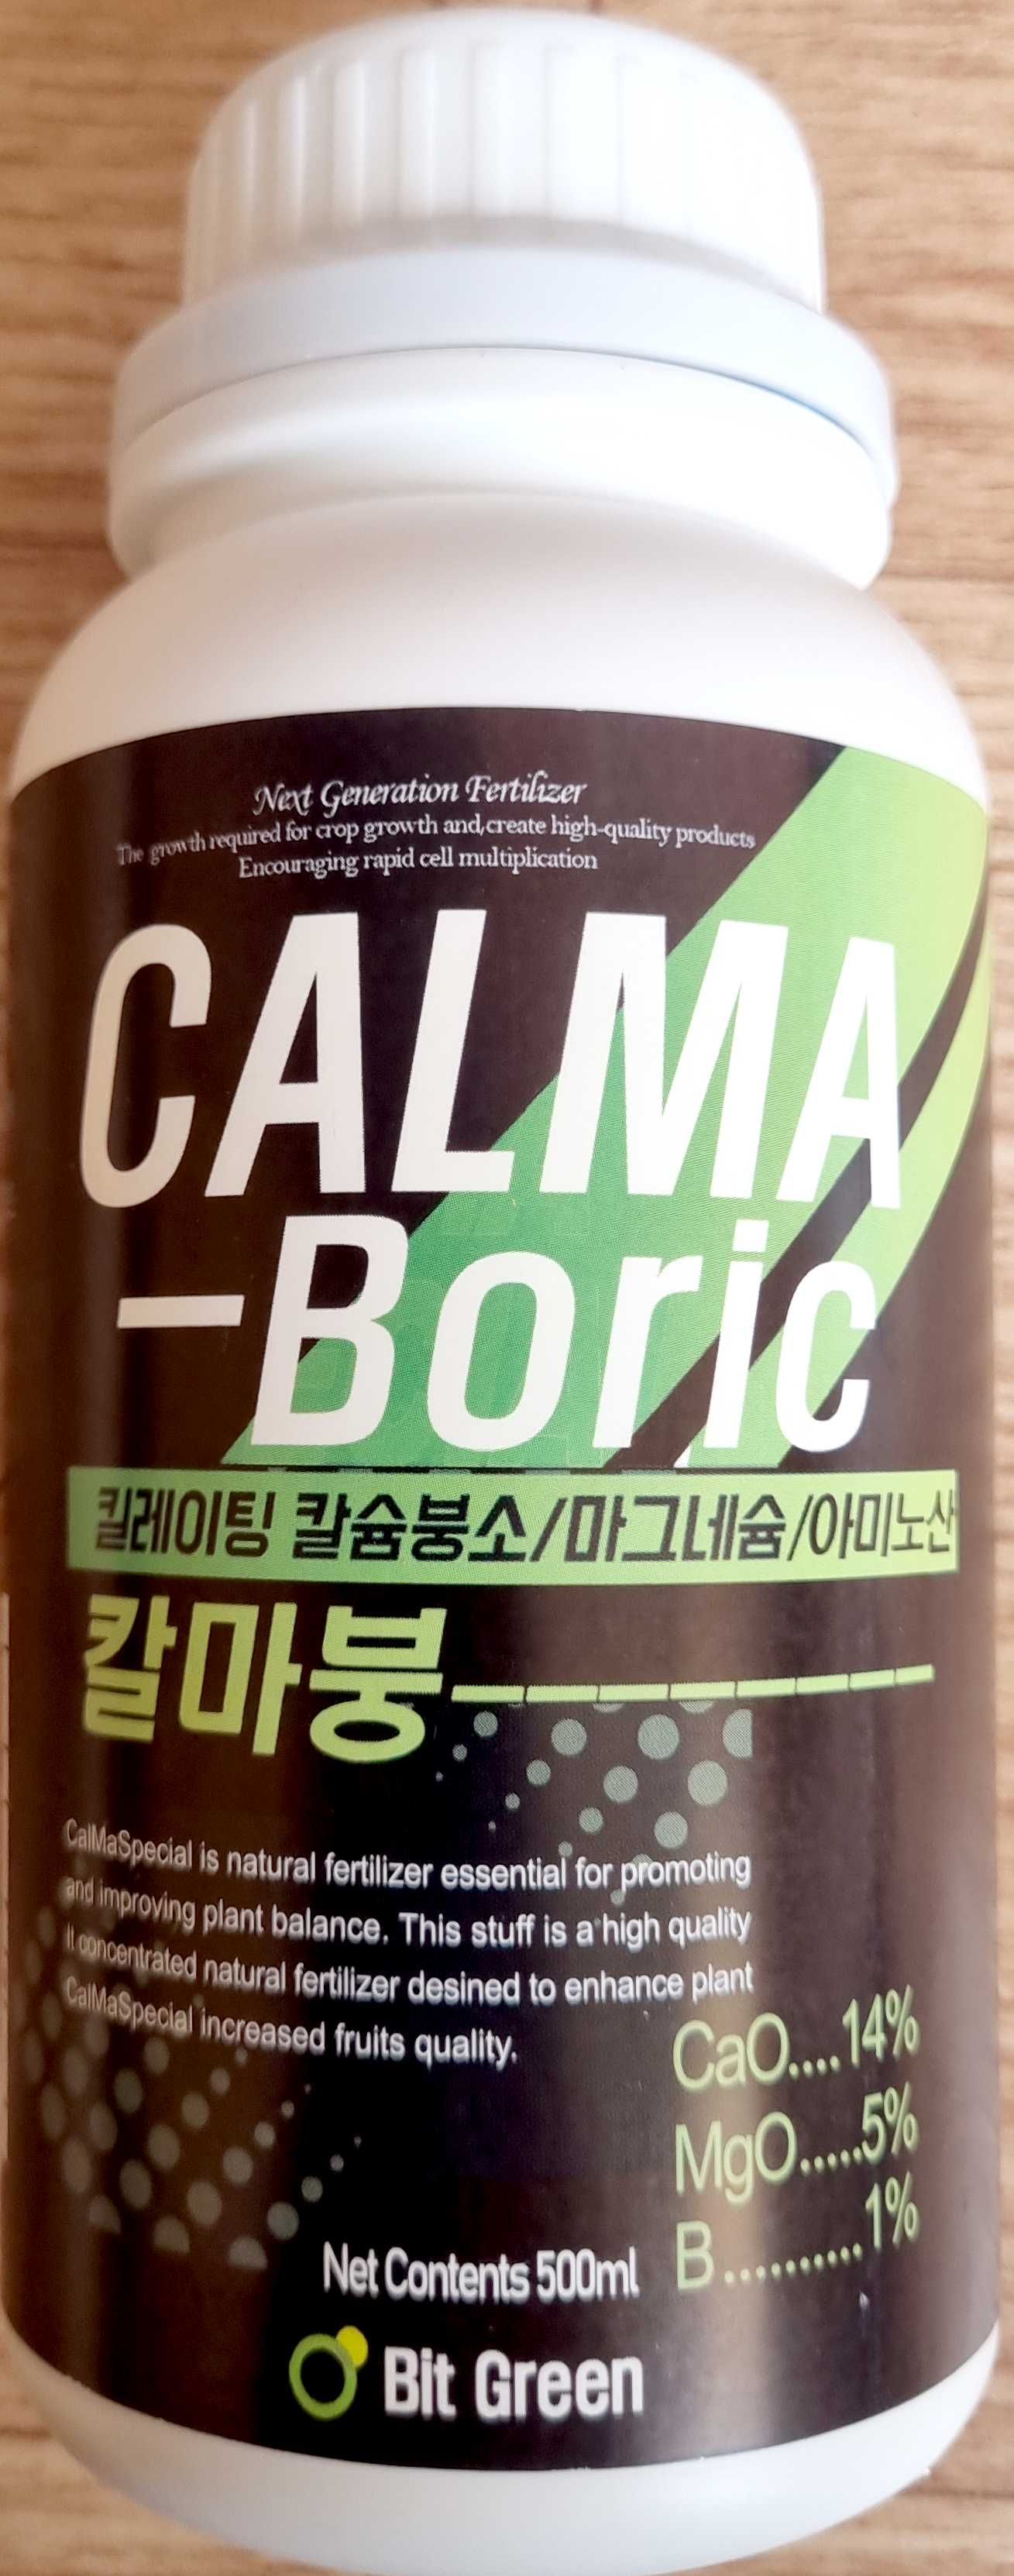 Next Generation Fertilizer
The growth required for crop growth and,create high-quality products
Encouraging rapid cell multiplication
CALMA
-Boric
킬레이팅 칼슘붕소/마그네슘/아미노산
칼마붕
CalMaSpecial is natural fertilizer essential for promoting
and improving plant balance. This stuff is a high quality
It concentrated natural fertilizer desined to enhance plant
CalMaSpecial increased fruits quality.
CaO....14%
MgO.....5%
B..........1%
Net Contents 500ml
Bit Green